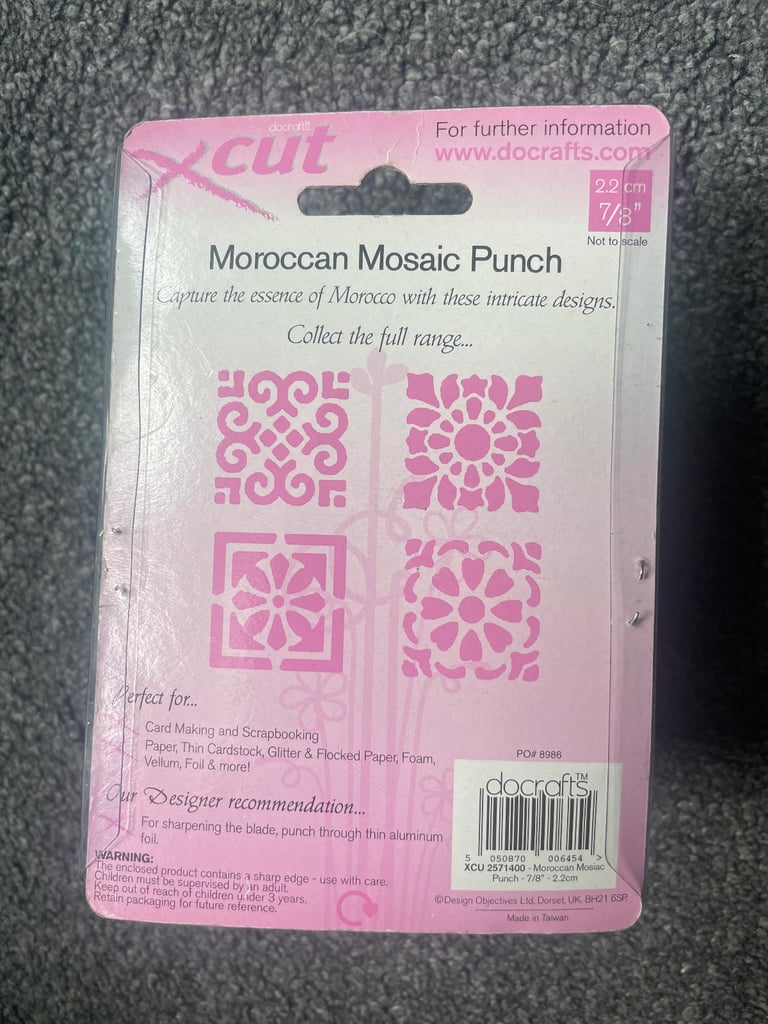 docrafts
xcut
For further information
www.docrafts.com
2.2 cm
7/8"
Not to scale
Moroccan Mosaic Punch
Capture the essence of Morocco with these intricate designs.
Collect the full range...
Perfect for...
Card Making and Scrapbooking
Paper, Thin Cardstock, Glitter & Flocked Paper, Foam,
Vellum, Foil & more!
Our Designer recommendation...
For sharpening the blade, punch through thin aluminum
foil.
WARNING:
The enclosed product contains a sharp edge - use with care.
Children must be supervised by an adult.
Keep out of reach of children under 3 years.
Retain packaging for future reference.
PO# 8986
docrafts™
5 050870 006454 >
XCU 2571400 - Moroccan Mosiac
Punch - 7/8" - 2.2cm
©Design Objectives Ltd, Dorset, UK. BH21 6SP.
Made in Taiwan